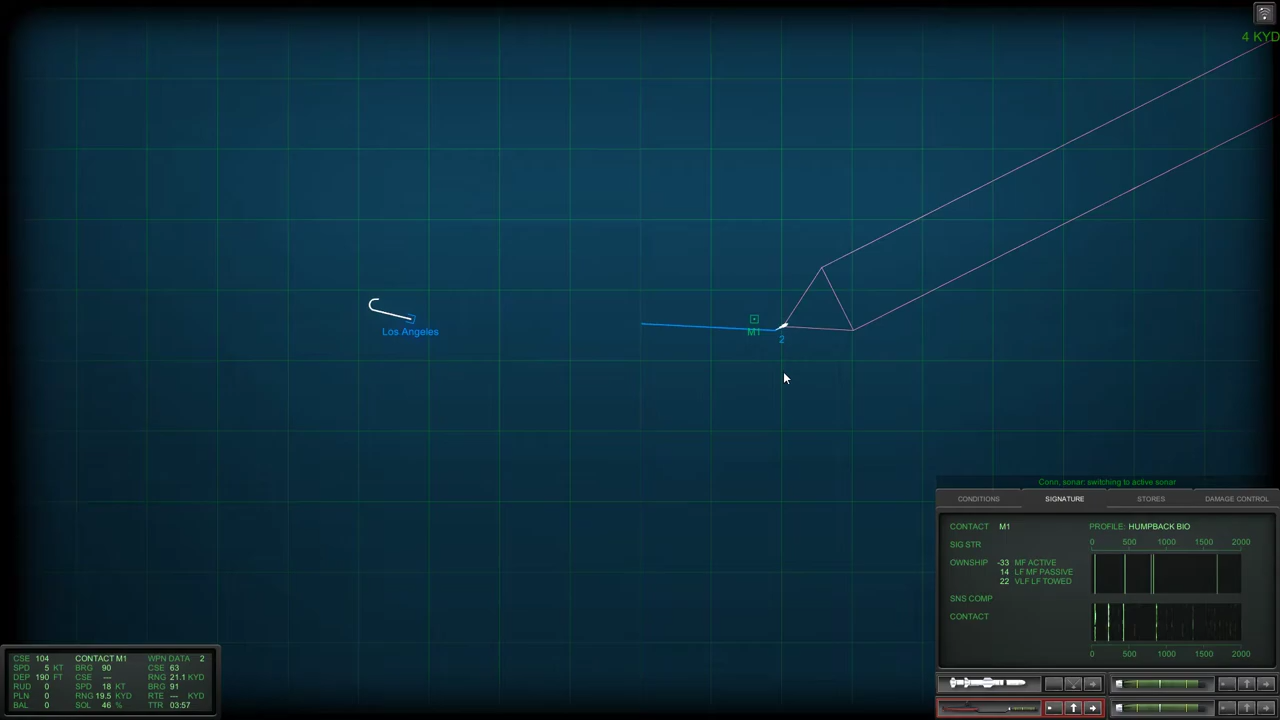 4 KYD
Los Angeles
M1
2
Conn, sonar: switching to active sonar
CONDITIONS SIGNATURE STORES DAMAGE CONTROL
CONTACT M1 PROFILE: HUMPBACK BIO
SIG STR 0 500 1000 1500 2000
OWNSHIP -33 MF ACTIVE
14 LF MF PASSIVE
22 VLF LF TOWED
SNS COMP
CONTACT
0 500 1000 1500 2000
CSE 104 CONTACT M1 WPN DATA 2
SPD 5 KT BRG 90 CSE 63
DEP 190 FT CSE --- RNG 21.1 KYD
RUD 0 SPD 18 KT BRG 91
PLN 0 RNG 19.5 KYD RTE --- KYD
BAL 0 SOL 46 % TTR 03:57